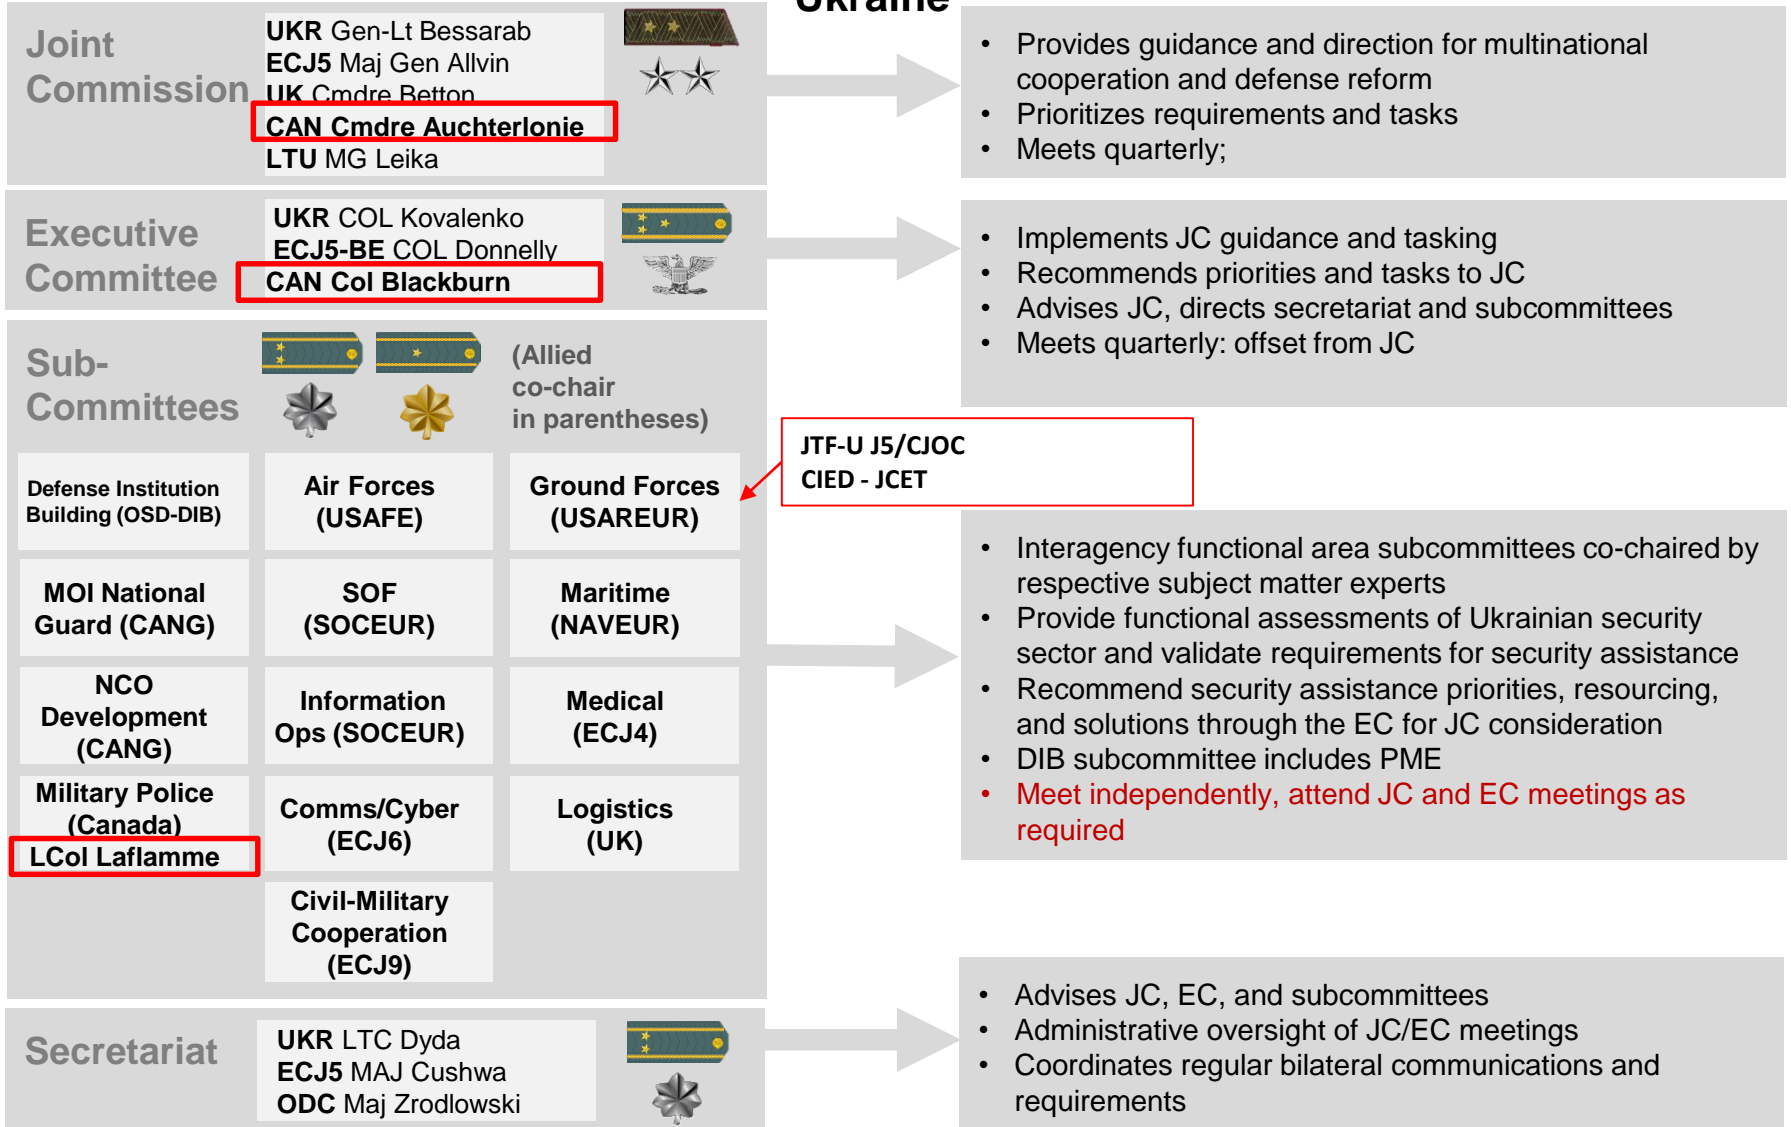 Ukraine
Joint
Commission
UKR Gen-Lt Bessarab
ECJ5 Maj Gen Allvin
UK Cmdre Betton
CAN Cmdre Auchterlonie
LTU MG Leika
• Provides guidance and direction for multinational
cooperation and defense reform
• Prioritizes requirements and tasks
• Meets quarterly;
Executive
Committee
UKR COL Kovalenko
ECJ5-BE COL Donnelly
CAN Col Blackburn
• Implements JC guidance and tasking
• Recommends priorities and tasks to JC
• Advises JC, directs secretariat and subcommittees
• Meets quarterly: offset from JC
Sub-
Committees
(Allied
co-chair
in parentheses)
JTF-U J5/CJOC
CIED - JCET
Defense Institution
Building (OSD-DIB)
Air Forces
(USAFE)
Ground Forces
(USAREUR)
MOI National
Guard (CANG)
SOF
(SOCEUR)
Maritime
(NAVEUR)
NCO
Development
(CANG)
Information
Ops (SOCEUR)
Medical
(ECJ4)
Military Police
(Canada)
LCol Laflamme
Comms/Cyber
(ECJ6)
Logistics
(UK)
Civil-Military
Cooperation
(ECJ9)
• Interagency functional area subcommittees co-chaired by
respective subject matter experts
• Provide functional assessments of Ukrainian security
sector and validate requirements for security assistance
• Recommend security assistance priorities, resourcing,
and solutions through the EC for JC consideration
• DIB subcommittee includes PME
• Meet independently, attend JC and EC meetings as
required
Secretariat
UKR LTC Dyda
ECJ5 MAJ Cushwa
ODC Maj Zrodlowski
• Advises JC, EC, and subcommittees
• Administrative oversight of JC/EC meetings
• Coordinates regular bilateral communications and
requirements